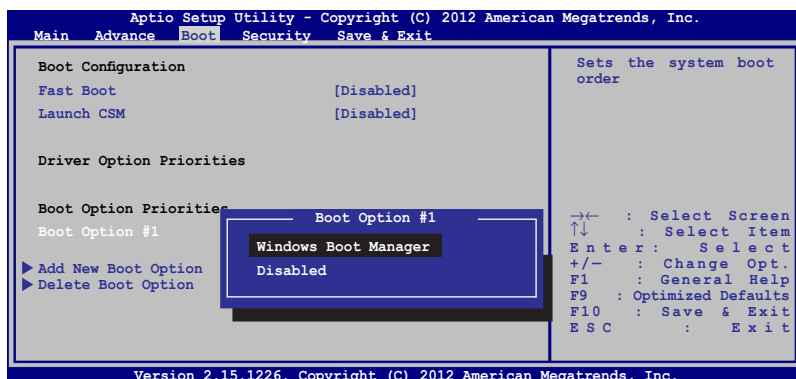 Aptio Setup Utility - Copyright (C) 2012 American Megatrends, Inc.
Main Advance Boot Security Save & Exit
Boot Configuration
Fast Boot [Disabled]
Launch CSM [Disabled]
Driver Option Priorities
Boot Option Priorities
Boot Option #1
Add New Boot Option
Delete Boot Option
Boot Option #1
Windows Boot Manager
Disabled
Sets the system boot
order
→← : Select Screen
↑↓ : Select Item
Enter: Select
+/— : Change Opt.
F1 : General Help
F9 : Optimized Defaults
F10 : Save & Exit
ESC : Exit
Version 2.15.1226. Copyright (C) 2012 American Megatrends, Inc.